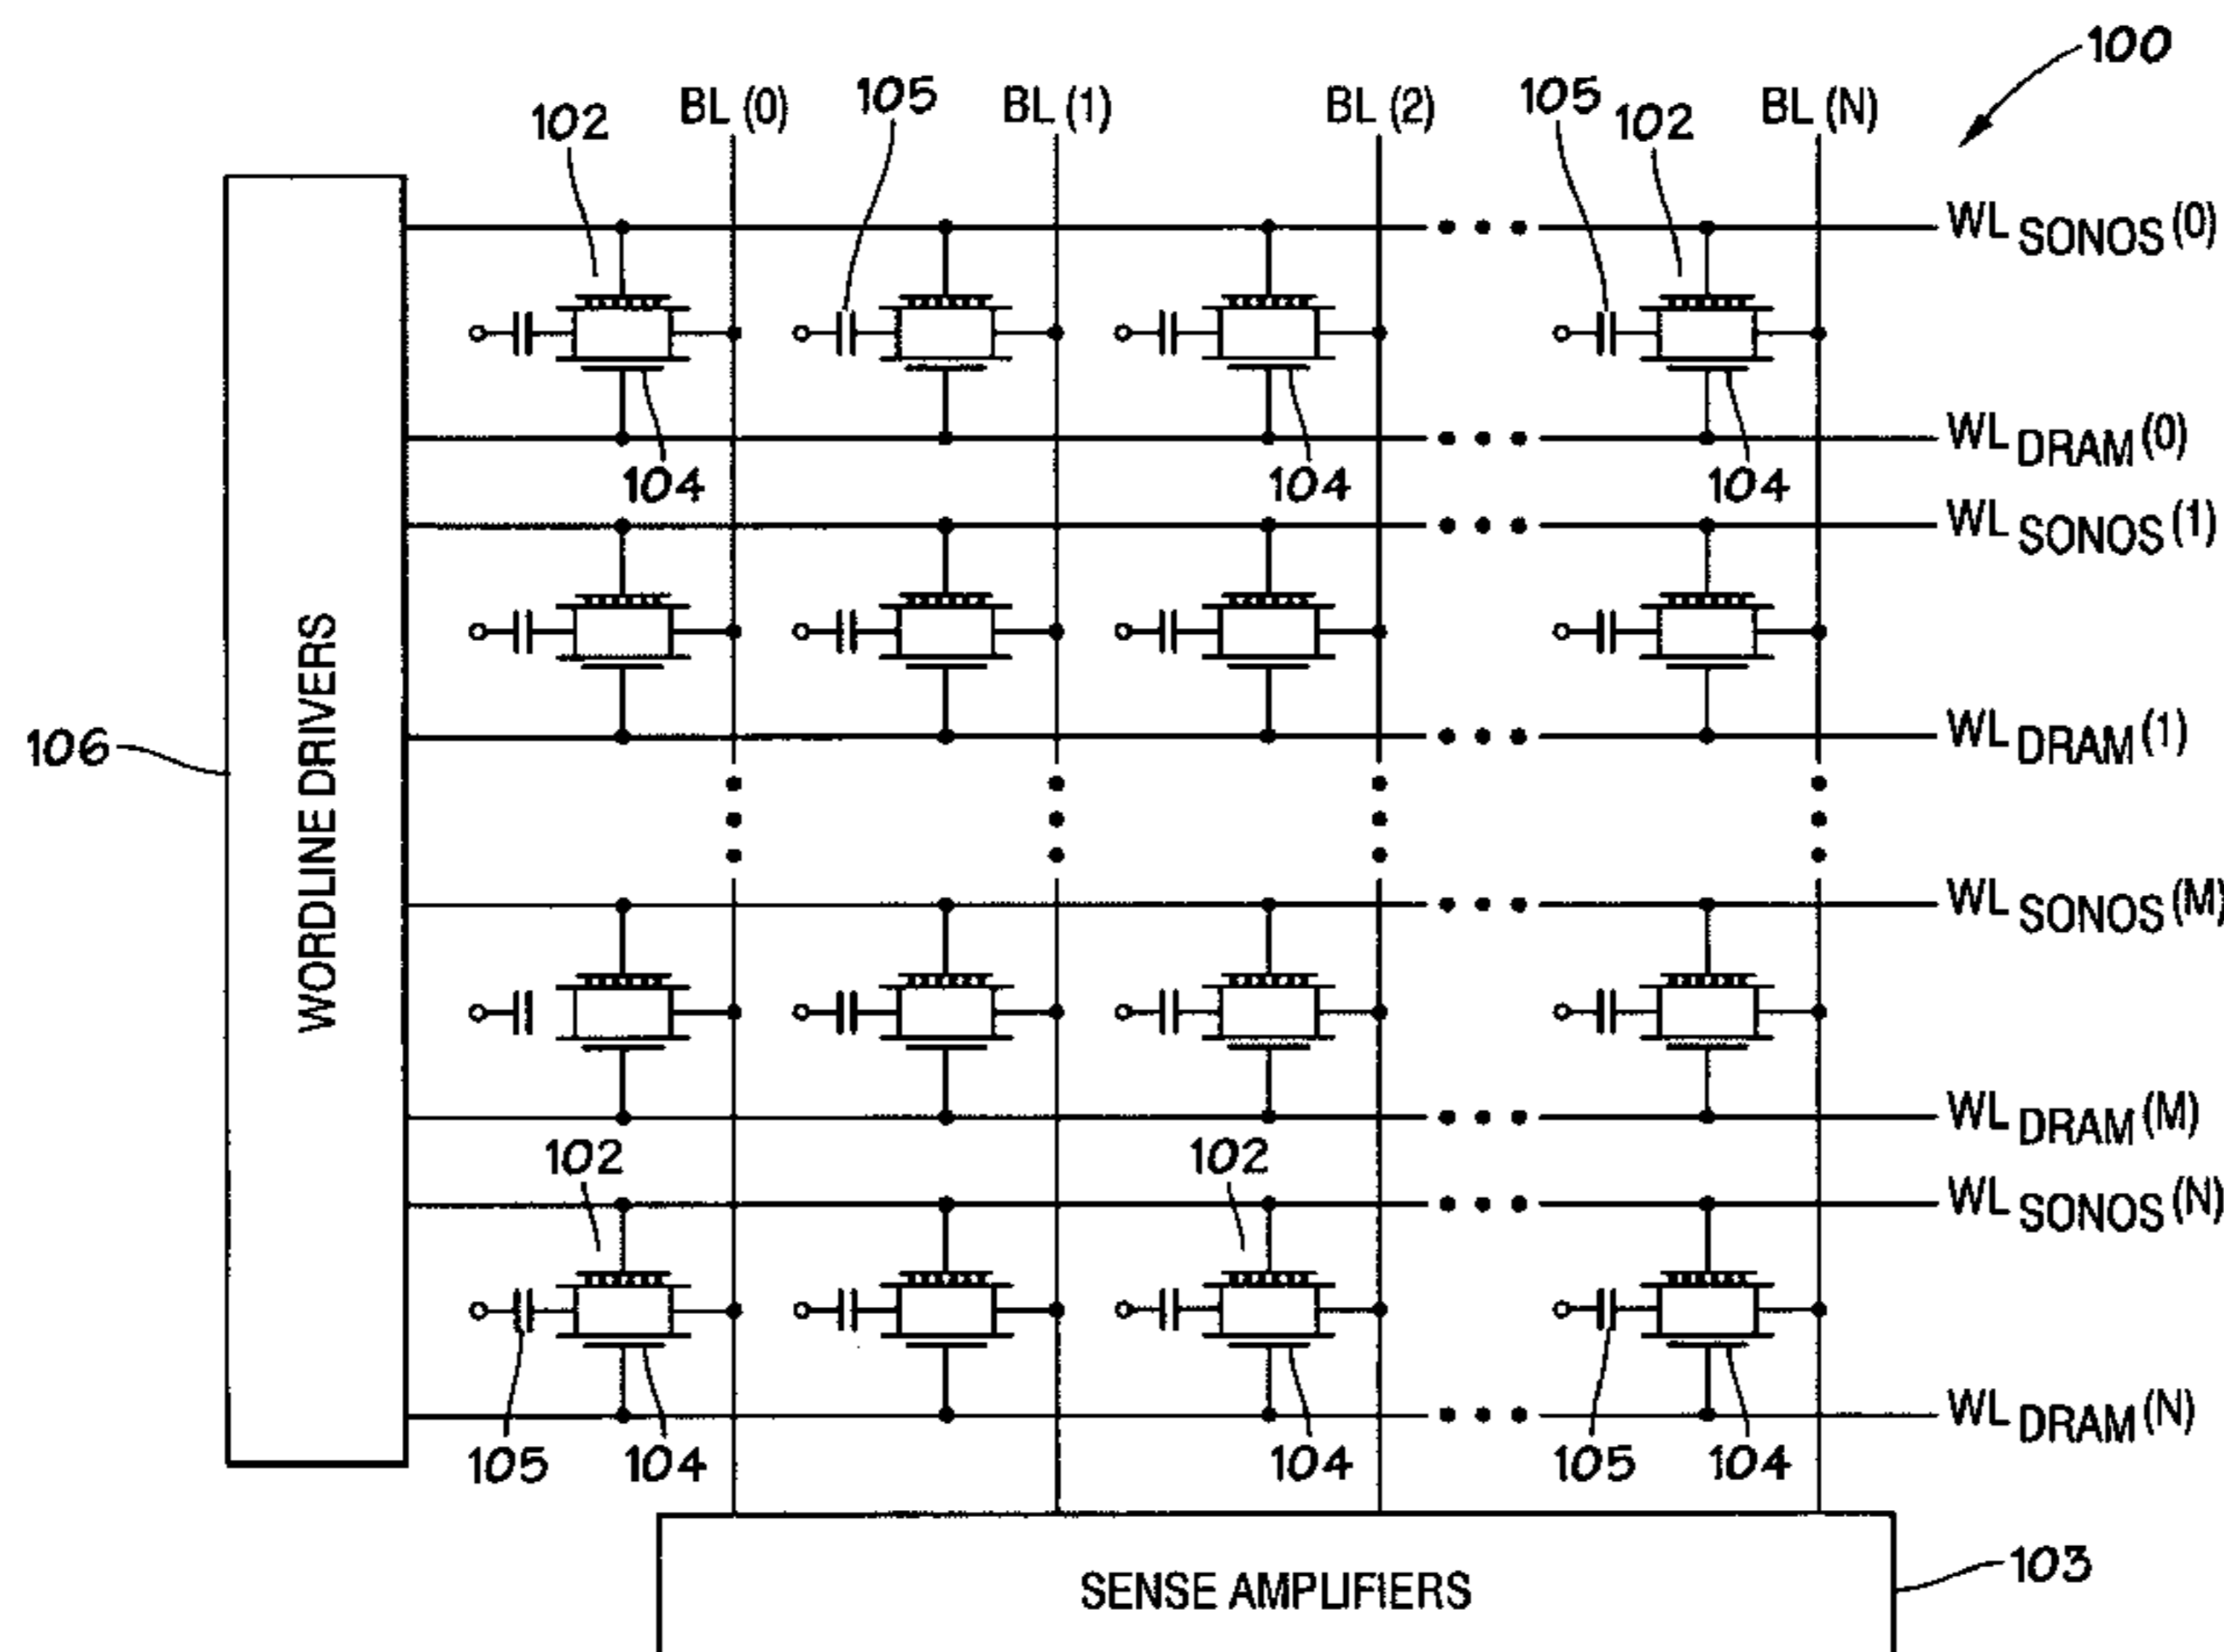 100
102 BL (0) 105 BL (1) BL (2) 105 102 BL (N)
WL SONOS (0)
WL DRAM (0)
104 104 104
WL SONOS (1)
WORDLINE DRIVERS
106
WL DRAM (1)
WL SONOS (M)
WL DRAM (M)
102 102
WL SONOS (N)
WL DRAM (N)
105 104 104 105 104
SENSE AMPLIFIERS
103